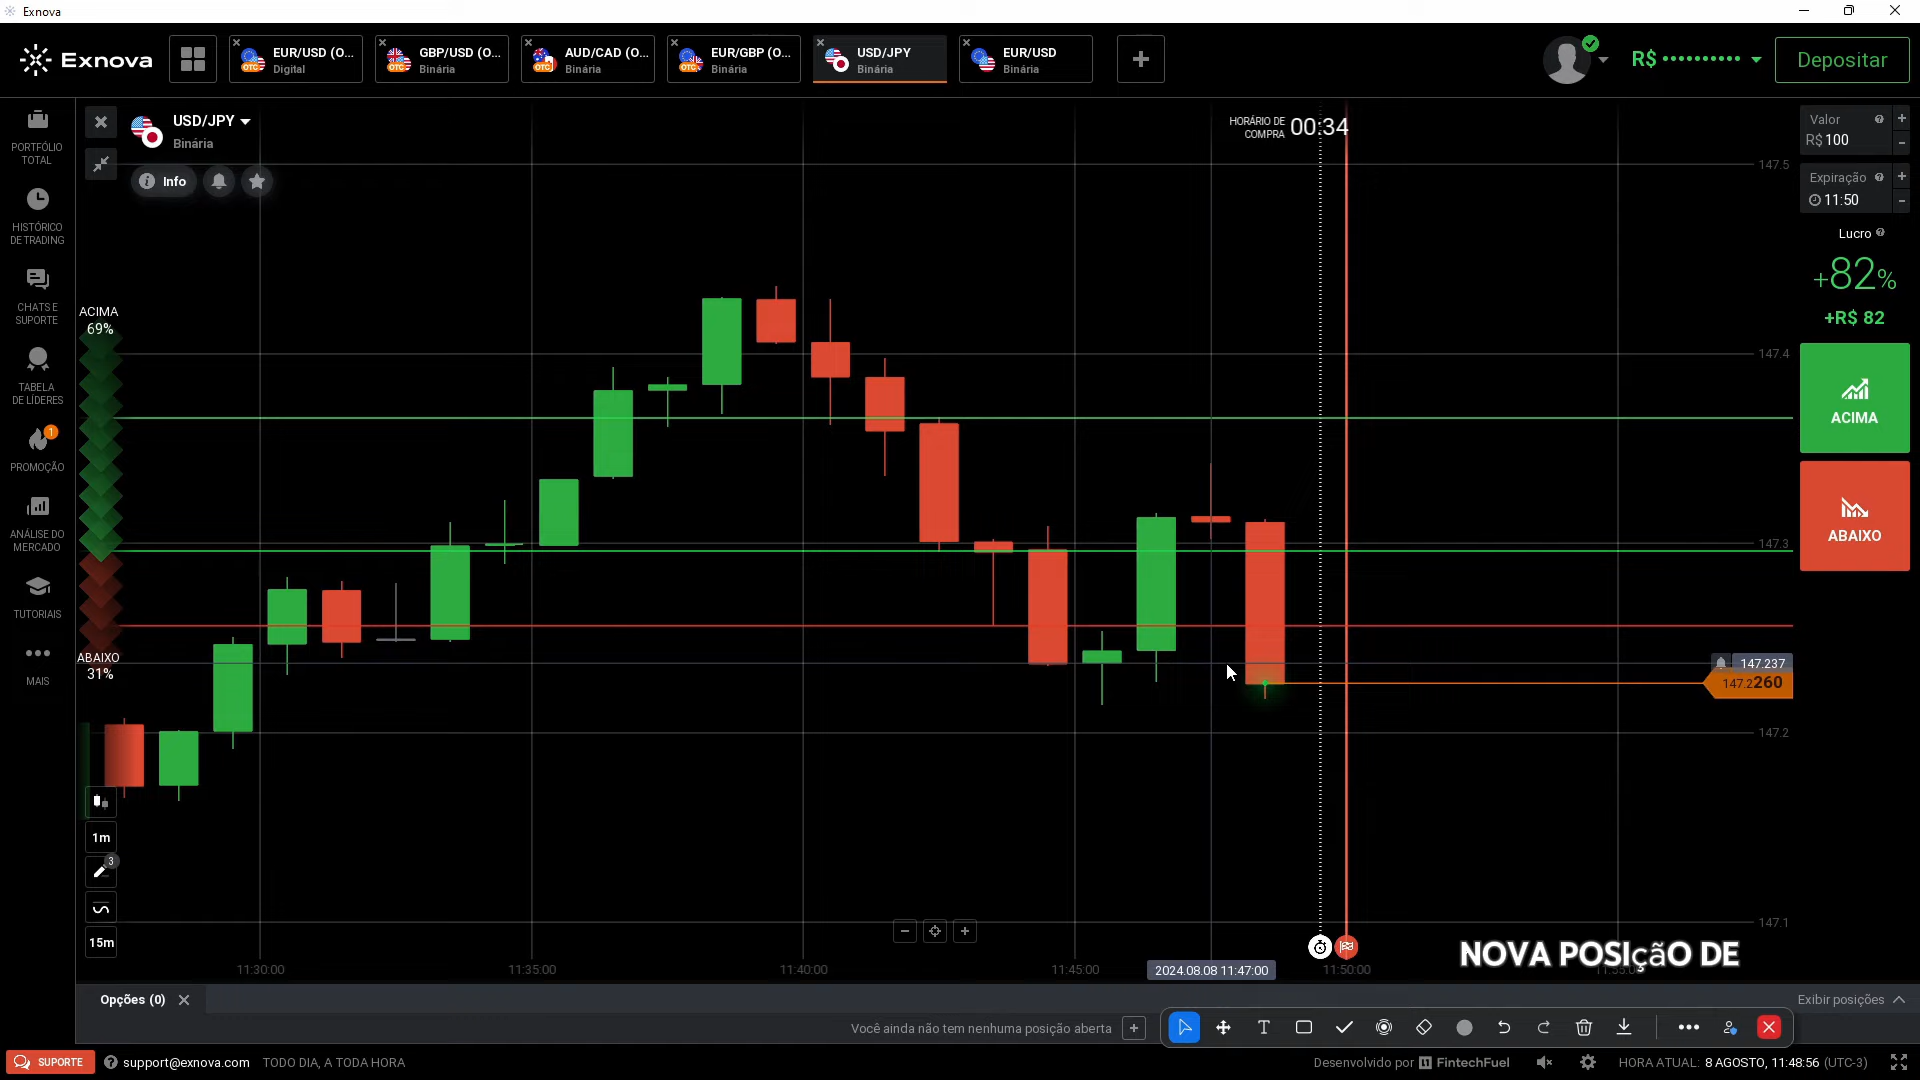 Exnova
Exnova
EUR/USD (O...
Digital
GBP/USD (O...
Binária
AUD/CAD (O...
Binária
EUR/GBP (O...
Binária
USD/JPY
Binária
EUR/USD
Binária
R$ ••••••••••
Depositar
PORTFÓLIO
TOTAL
HISTÓRICO
DE TRADING
CHATS E
SUPORTE
TABELA
DE LÍDERES
1
PROMOÇÃO
ANÁLISE DO
MERCADO
TUTORIAIS
MAIS
USD/JPY
Binária
Info
HORÁRIO DE
COMPRA
00:34
ACIMA
69%
ABAIXO
31%
147.5
147.4
147.3
147.2
147.1
147.237
147.2260
1m
3
15m
11:30:00
11:35:00
11:40:00
11:45:00
2024.08.08 11:47:00
11:50:00
NOVA POSIÇÃO DE
Valor
R$ 100
Expiração
11:50
Lucro
+82%
+R$ 82
ACIMA
ABAIXO
Opções (0)
Exibir posições
Você ainda não tem nenhuma posição aberta
SUPORTE
support@exnova.com
TODO DIA, A TODA HORA
Desenvolvido por FintechFuel
HORA ATUAL: 8 AGOSTO, 11:48:56 (UTC-3)